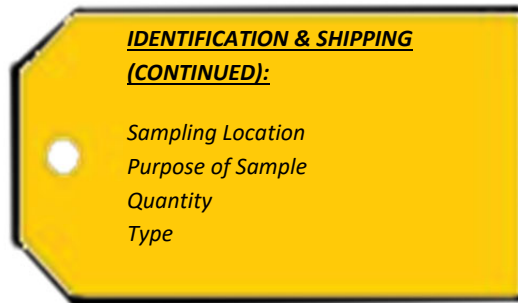 IDENTIFICATION & SHIPPING
(CONTINUED):
Sampling Location
Purpose of Sample
Quantity
Type